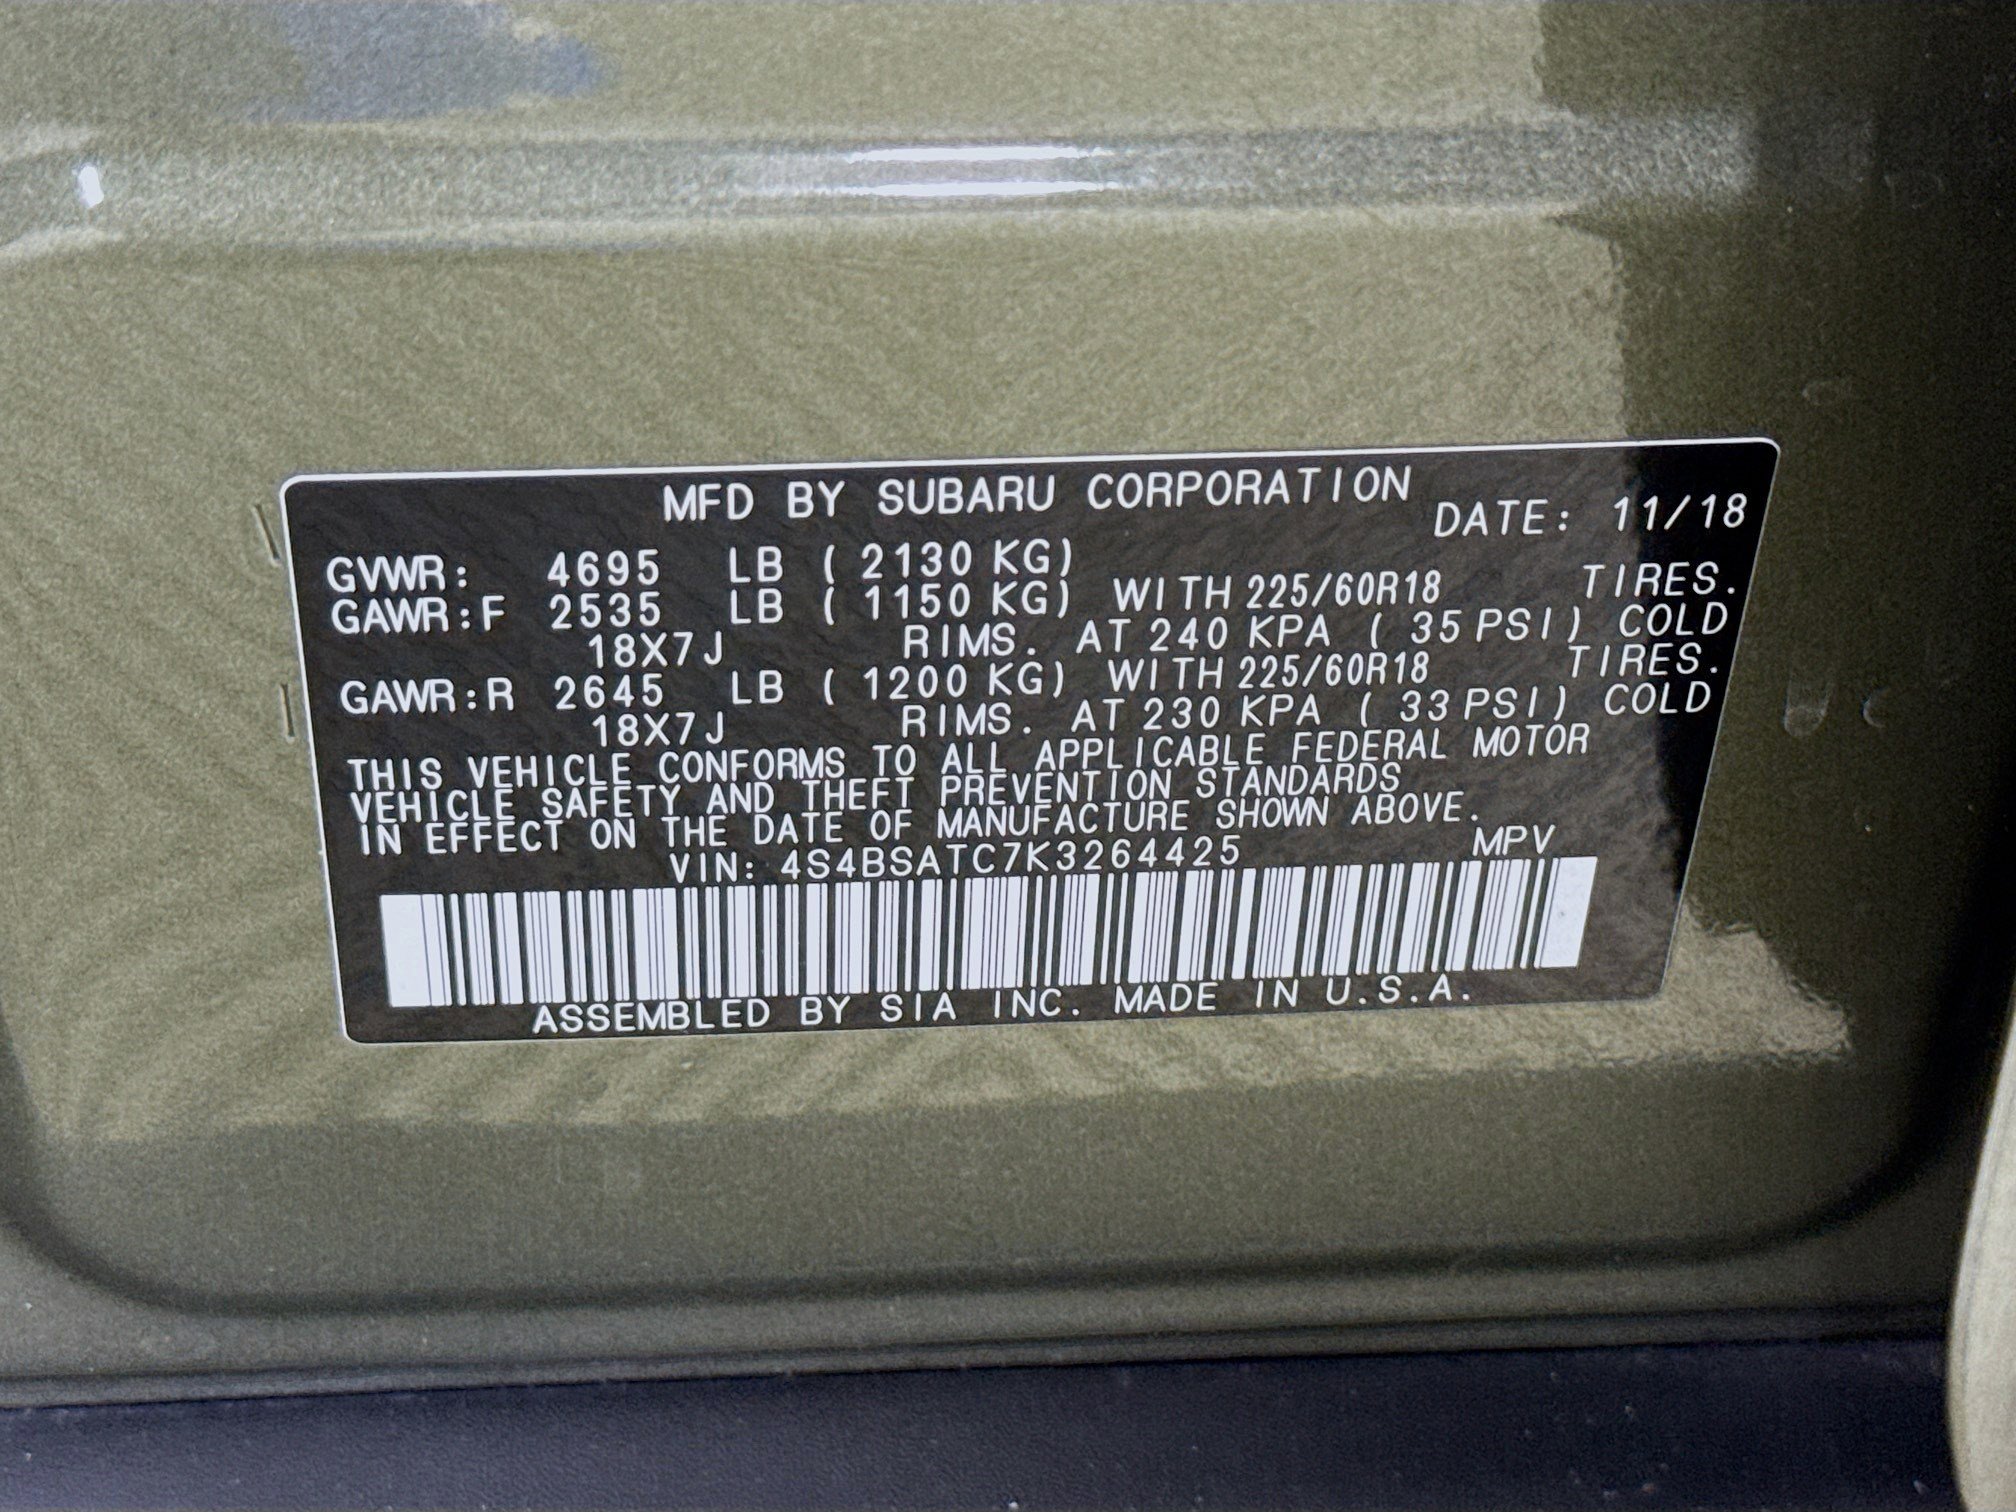 MFD BY SUBARU CORPORATION DATE: 11/18
GVWR: 4695 LB ( 2130 KG)
GAWR:F 2535 LB ( 1150 KG) WITH 225/60R18 TIRES.
18X7J RIMS. AT 240 KPA ( 35 PSI) COLD
GAWR:R 2645 LB ( 1200 KG) WITH 225/60R18 TIRES.
18X7J RIMS. AT 230 KPA ( 33 PSI) COLD
THIS VEHICLE CONFORMS TO ALL APPLICABLE FEDERAL MOTOR
VEHICLE SAFETY AND THEFT PREVENTION STANDARDS
IN EFFECT ON THE DATE OF MANUFACTURE SHOWN ABOVE.
VIN: 4S4BSATC7K3264425 MPV
ASSEMBLED BY SIA INC. MADE IN U.S.A.